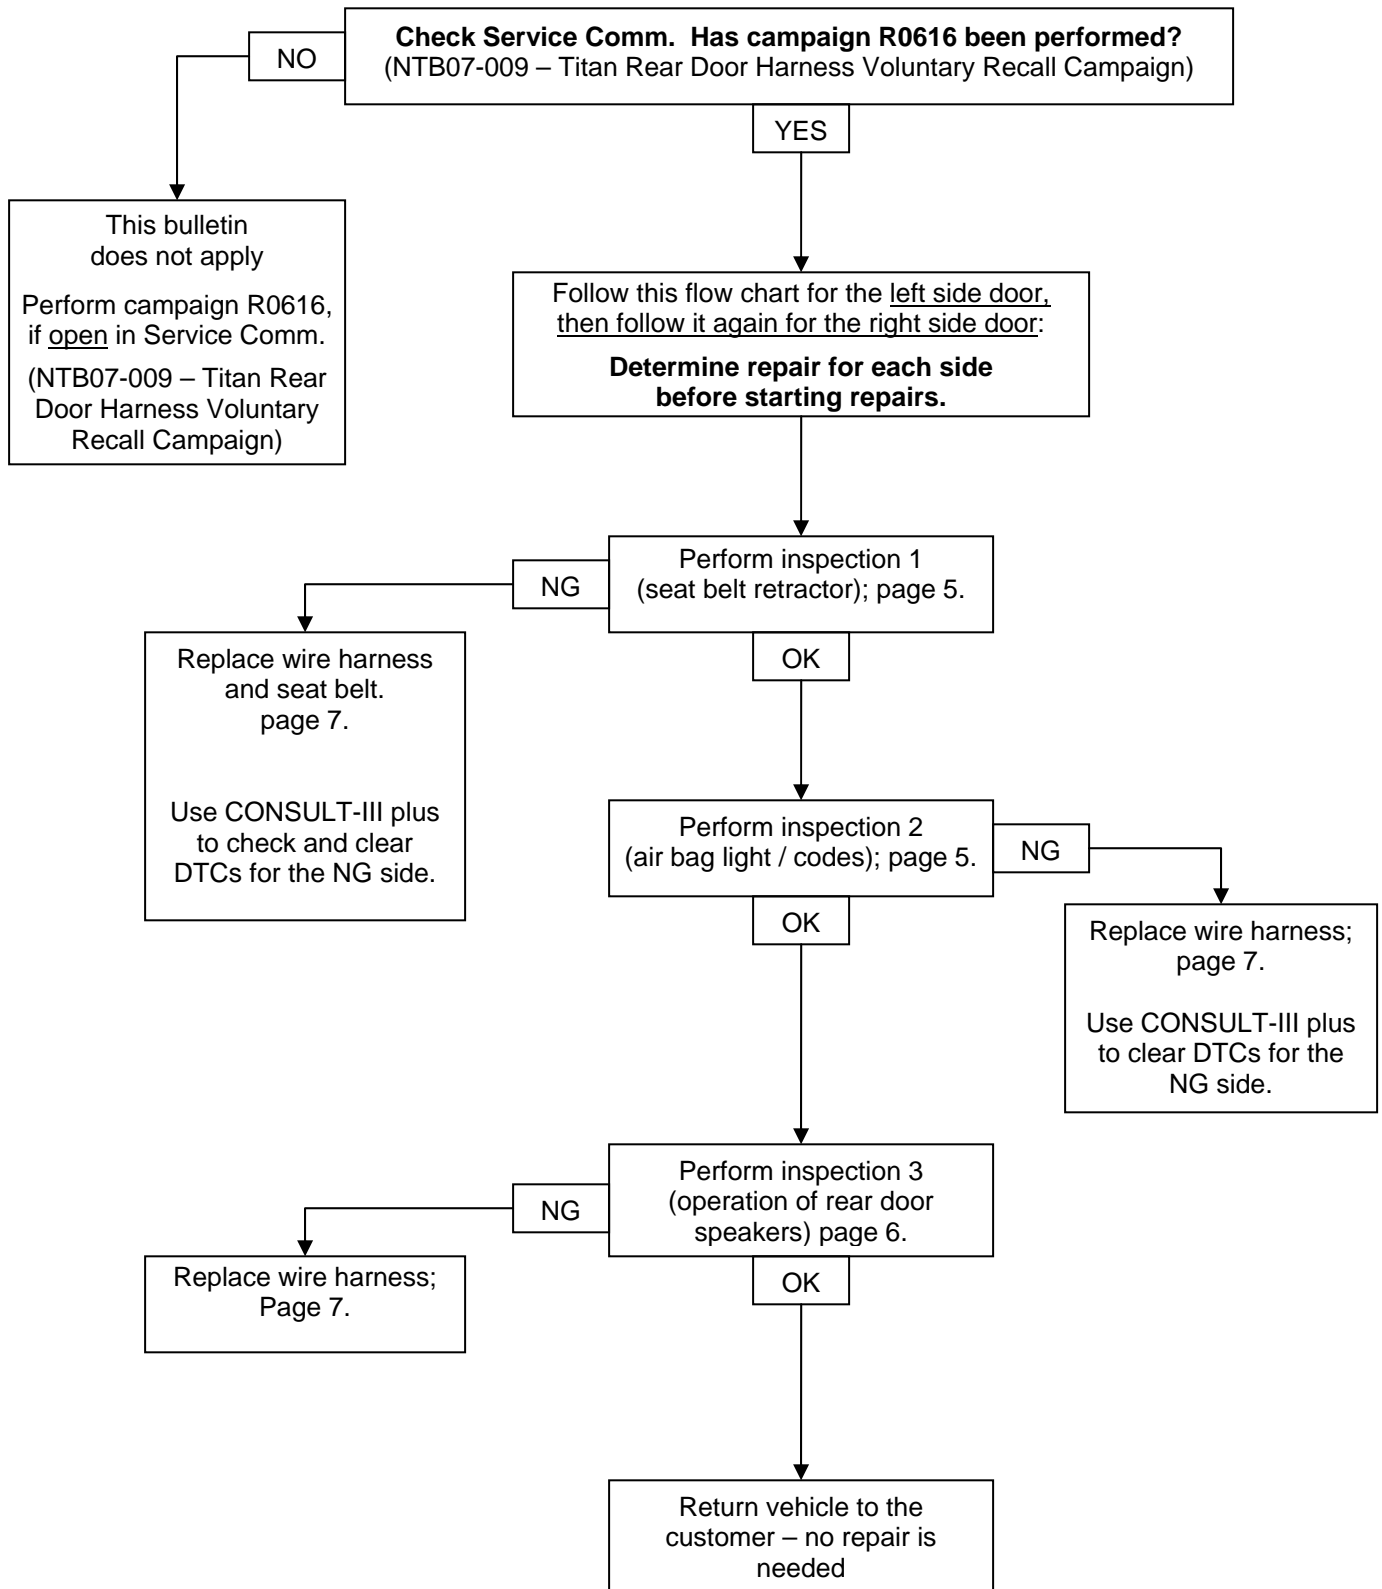 Check Service Comm.  Has campaign R0616 been performed?
(NTB07-009 – Titan Rear Door Harness Voluntary Recall Campaign)
NO
YES
This bulletin
does not apply
Perform campaign R0616,
if open in Service Comm.
(NTB07-009 – Titan Rear
Door Harness Voluntary
Recall Campaign)
Follow this flow chart for the left side door,
then follow it again for the right side door:
Determine repair for each side
before starting repairs.
Perform inspection 1
(seat belt retractor); page 5.
NG
OK
Replace wire harness
and seat belt.
page 7.
Use CONSULT-III plus
to check and clear
DTCs for the NG side.
Perform inspection 2
(air bag light / codes); page 5.
NG
OK
Replace wire harness;
page 7.
Use CONSULT-III plus
to clear DTCs for the
NG side.
Perform inspection 3
(operation of rear door
speakers) page 6.
NG
OK
Replace wire harness;
Page 7.
Return vehicle to the
customer – no repair is
needed